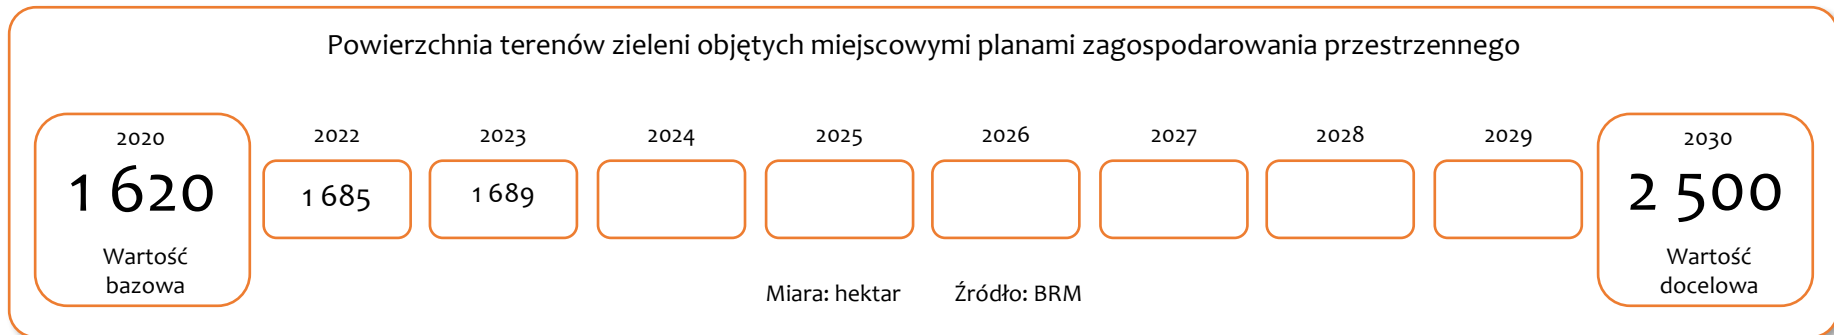 Powierzchnia terenów zieleni objętych miejscowymi planami zagospodarowania przestrzennego
2020
1 620
Wartość
bazowa
2022
1 685
2023
1 689
2024
2025
2026
2027
2028
2029
2030
2 500
Wartość
docelowa
Miara: hektar Źródło: BRM